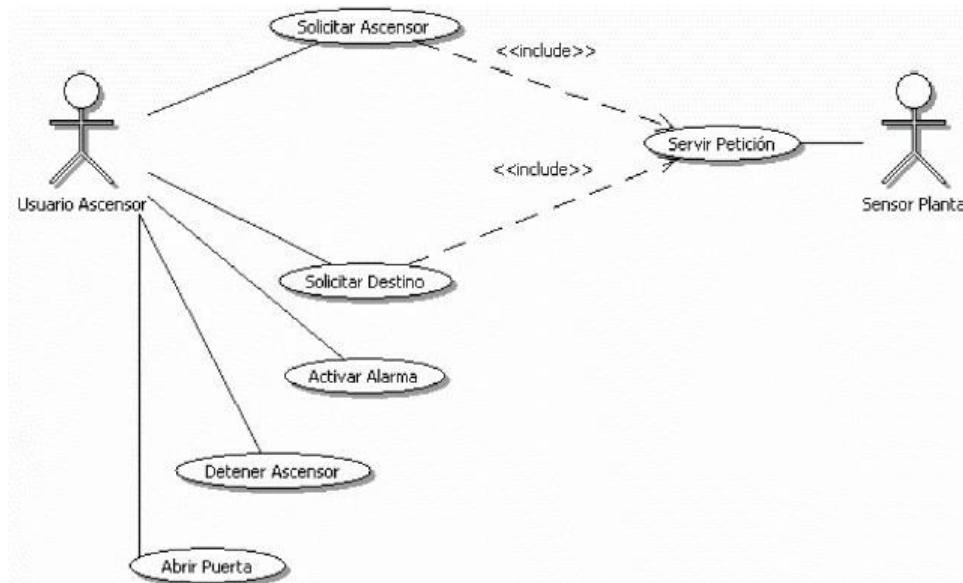 Solicitar Ascensor
<<include>>
Servir Petición
<<include>>
Usuario Ascensor
Sensor Planta
Solicitar Destino
Activar Alarma
Detener Ascensor
Abrir Puerta